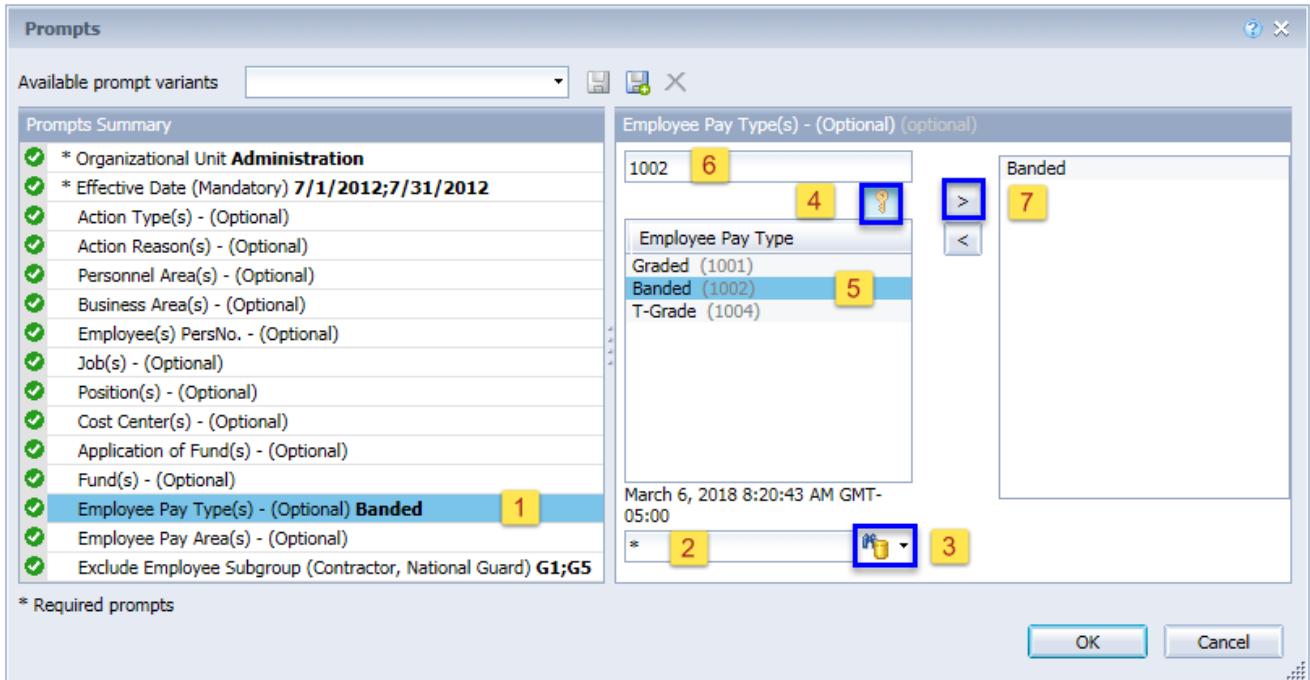 Prompts
Available prompt variants
Prompts Summary
* Organizational Unit Administration
* Effective Date (Mandatory) 7/1/2012;7/31/2012
Action Type(s) - (Optional)
Action Reason(s) - (Optional)
Personnel Area(s) - (Optional)
Business Area(s) - (Optional)
Employee(s) PersNo. - (Optional)
Job(s) - (Optional)
Position(s) - (Optional)
Cost Center(s) - (Optional)
Application of Fund(s) - (Optional)
Fund(s) - (Optional)
Employee Pay Type(s) - (Optional) Banded 1
Employee Pay Area(s) - (Optional)
Exclude Employee Subgroup (Contractor, National Guard) G1;G5
* Required prompts
Employee Pay Type(s) - (Optional) (optional)
1002 6
4
Employee Pay Type
Graded (1001)
Banded (1002) 5
T-Grade (1004)
March 6, 2018 8:20:43 AM GMT-
05:00
* 2
3
>
<
Banded
7
OK Cancel